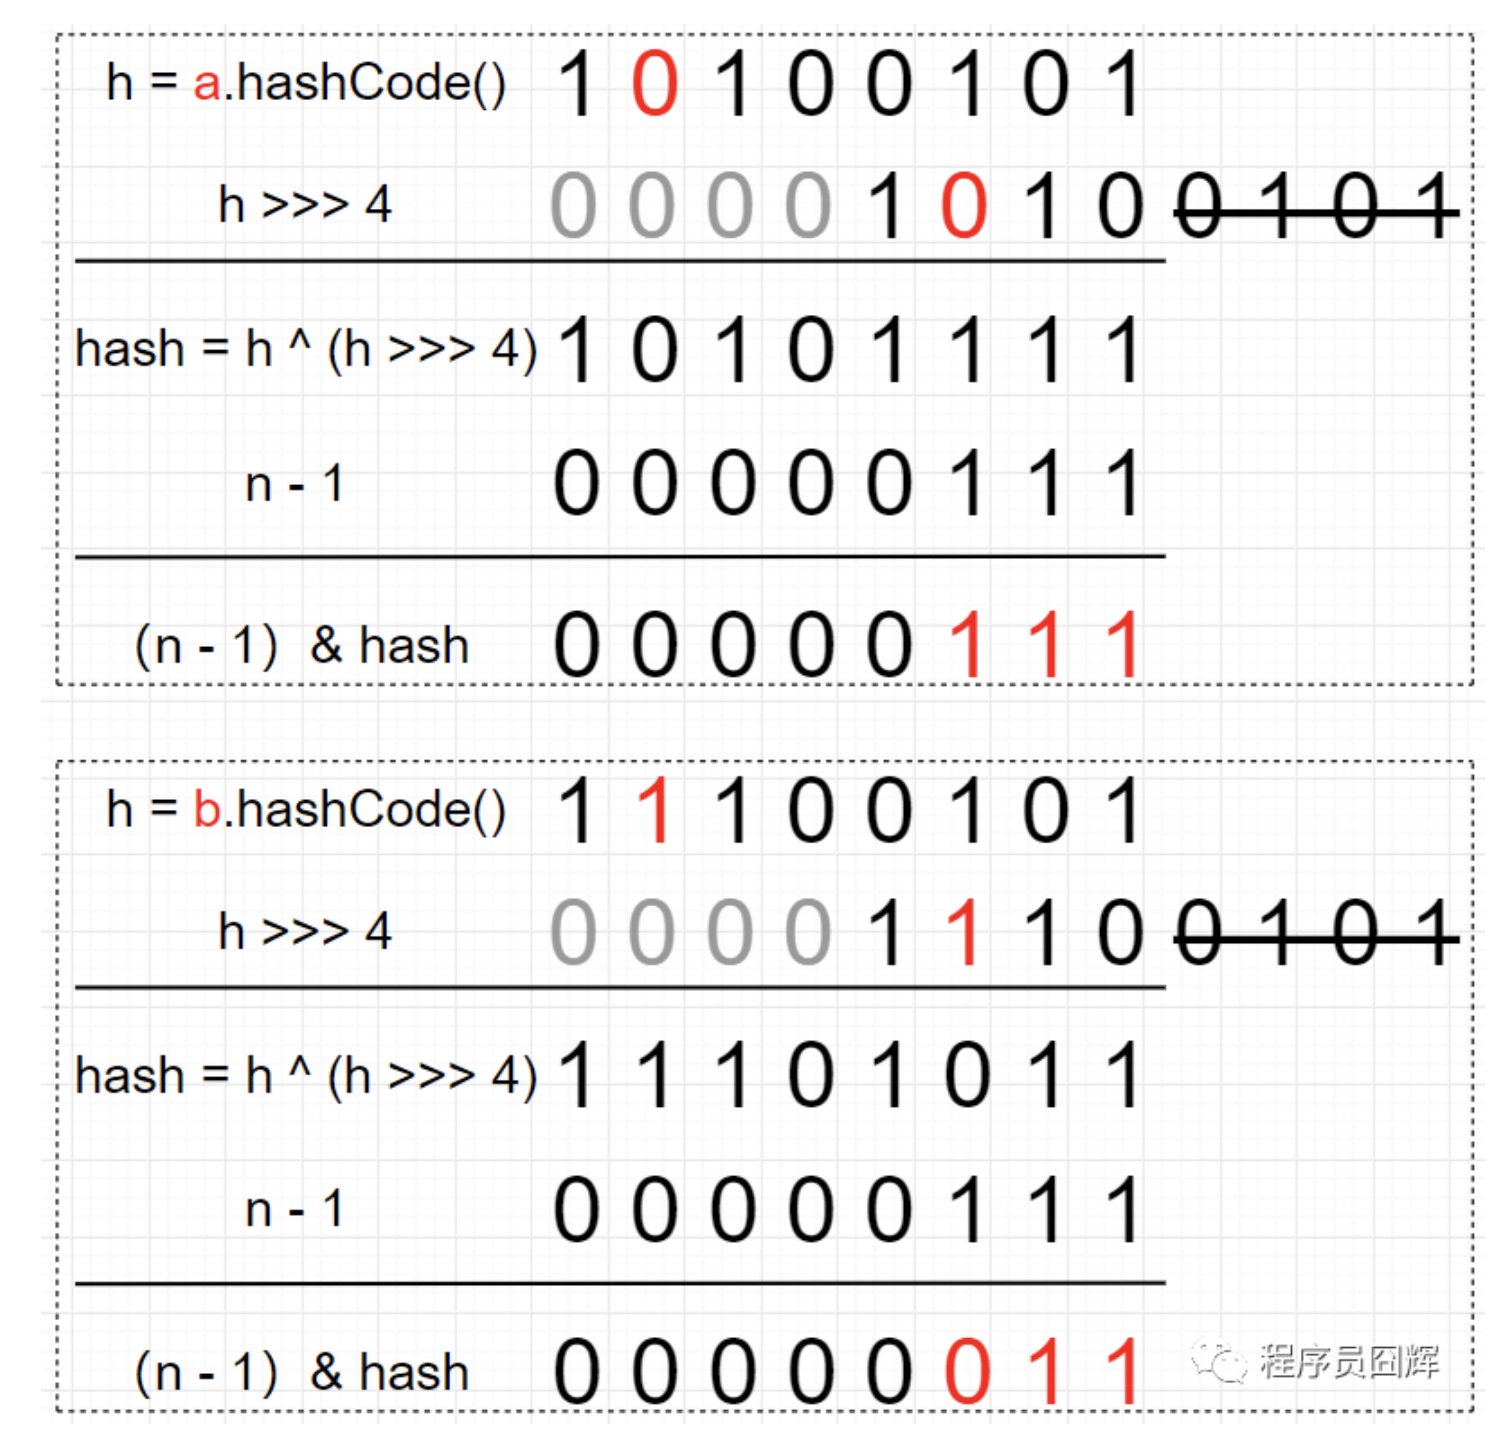 h = a.hashCode() 1 0 1 0 0 1 0 1
h >>> 4 0 0 0 0 1 0 1 0 0 1 0 1
hash = h ^ (h >>> 4) 1 0 1 0 1 1 1 1
n - 1 0 0 0 0 0 1 1 1
(n - 1) & hash 0 0 0 0 0 1 1 1
h = b.hashCode() 1 1 1 0 0 1 0 1
h >>> 4 0 0 0 0 1 1 1 0 0 1 0 1
hash = h ^ (h >>> 4) 1 1 1 0 1 0 1 1
n - 1 0 0 0 0 0 1 1 1
(n - 1) & hash 0 0 0 0 0 0 1 1
程序员囧辉